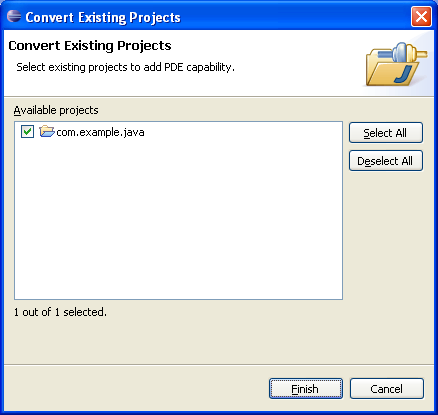 Convert Existing Projects
Convert Existing Projects
Select existing projects to add PDE capability.
Available projects
com.example.java
Select All
Deselect All
1 out of 1 selected.
Finish
Cancel